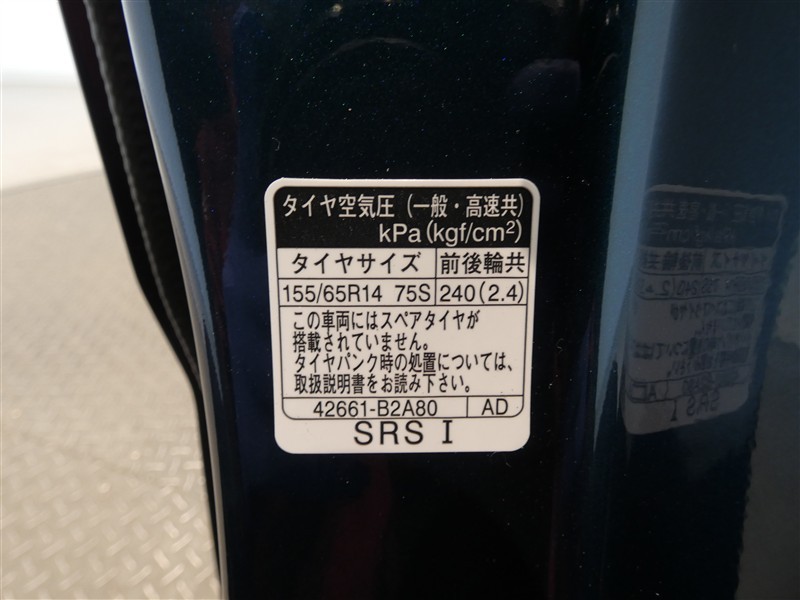 タイヤ空気圧（一般・高速共）
kPa(kgf/cm²)
タイヤサイズ 前後輪共
155/65R14 75S 240(2.4)
この車両にはスペアタイヤが
搭載されていません。
タイヤパンク時の処置については、
取扱説明書をお読み下さい。
42661-B2A80 AD
SRS I